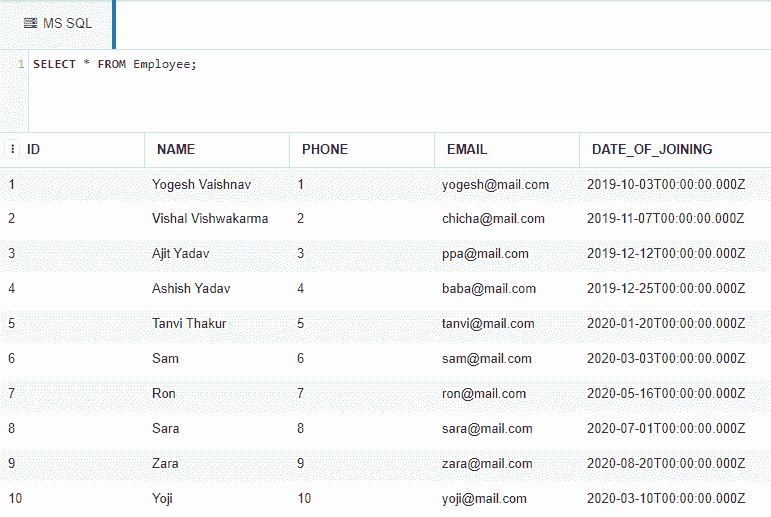 MS SQL
1 SELECT * FROM Employee;
ID NAME PHONE EMAIL DATE_OF_JOINING
1 Yogesh Vaishnav 1 yogesh@mail.com 2019-10-03T00:00:00.000Z
2 Vishal Vishwakarma 2 chicha@mail.com 2019-11-07T00:00:00.000Z
3 Ajit Yadav 3 ppa@mail.com 2019-12-12T00:00:00.000Z
4 Ashish Yadav 4 baba@mail.com 2019-12-25T00:00:00.000Z
5 Tanvi Thakur 5 tanvi@mail.com 2020-01-20T00:00:00.000Z
6 Sam 6 sam@mail.com 2020-03-03T00:00:00.000Z
7 Ron 7 ron@mail.com 2020-05-16T00:00:00.000Z
8 Sara 8 sara@mail.com 2020-07-01T00:00:00.000Z
9 Zara 9 zara@mail.com 2020-08-20T00:00:00.000Z
10 Yoji 10 yoji@mail.com 2020-03-10T00:00:00.000Z